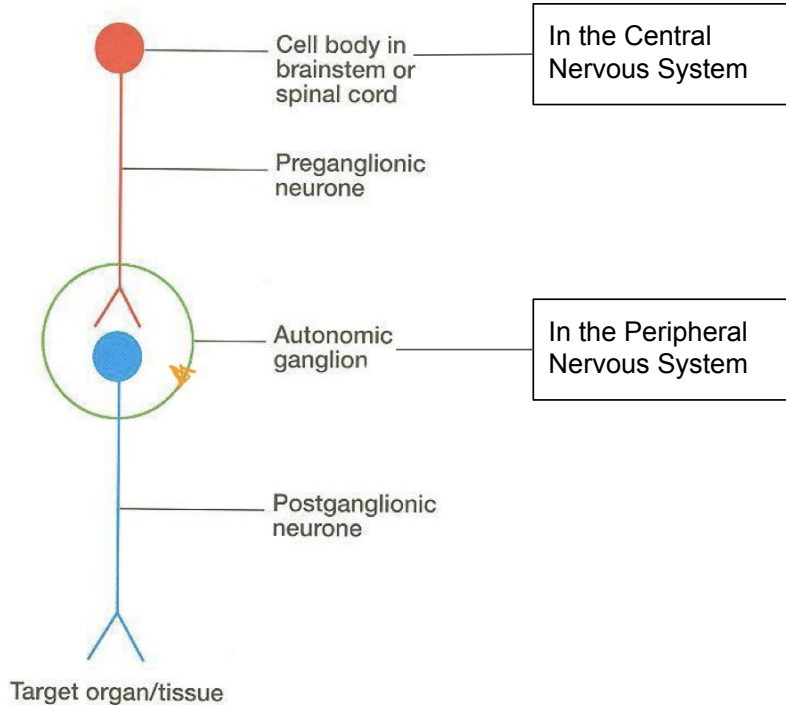 Cell body in
brainstem or
spinal cord
In the Central
Nervous System
Preganglionic
neurone
Autonomic
ganglion
In the Peripheral
Nervous System
Postganglionic
neurone
Target organ/tissue